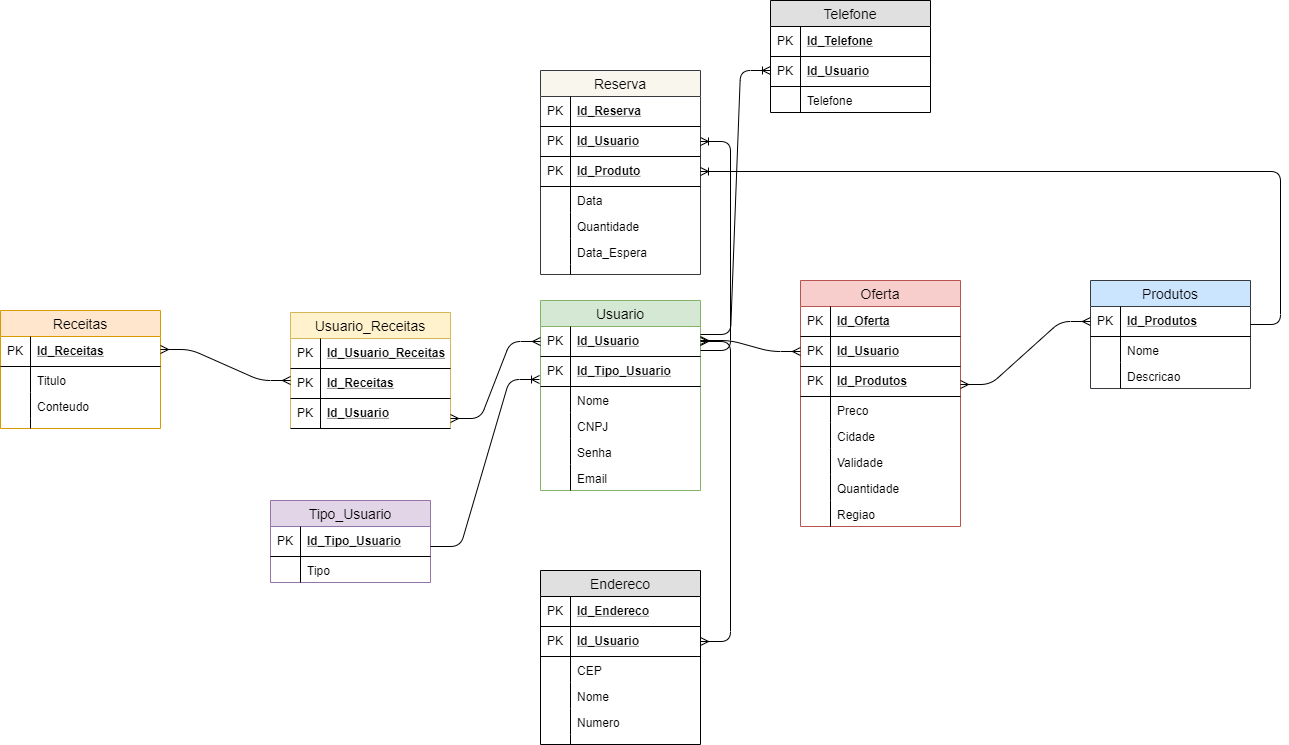 Telefone
PK Id_Telefone
PK Id_Usuario
Telefone
Reserva
PK Id_Reserva
PK Id_Usuario
PK Id_Produto
Data
Quantidade
Data_Espera
Receitas
PK Id_Receitas
Titulo
Conteudo
Usuario_Receitas
PK Id_Usuario_Receitas
PK Id_Receitas
PK Id_Usuario
Usuario
PK Id_Usuario
PK Id_Tipo_Usuario
Nome
CNPJ
Senha
Email
Oferta
PK Id_Oferta
PK Id_Usuario
PK Id_Produtos
Preco
Cidade
Validade
Quantidade
Regiao
Produtos
PK Id_Produtos
Nome
Descricao
Tipo_Usuario
PK Id_Tipo_Usuario
Tipo
Endereco
PK Id_Endereco
PK Id_Usuario
CEP
Nome
Numero